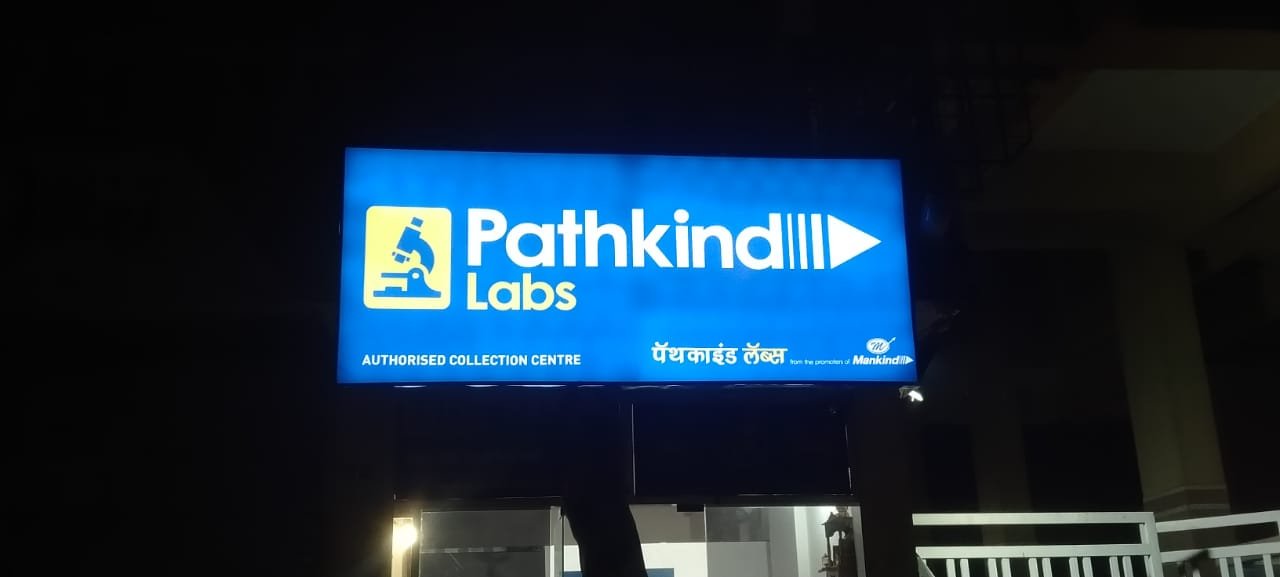 Pathkind
Labs
AUTHORISED COLLECTION CENTRE
पॅथकाइंड लॅब्स from the promoters of Mankind